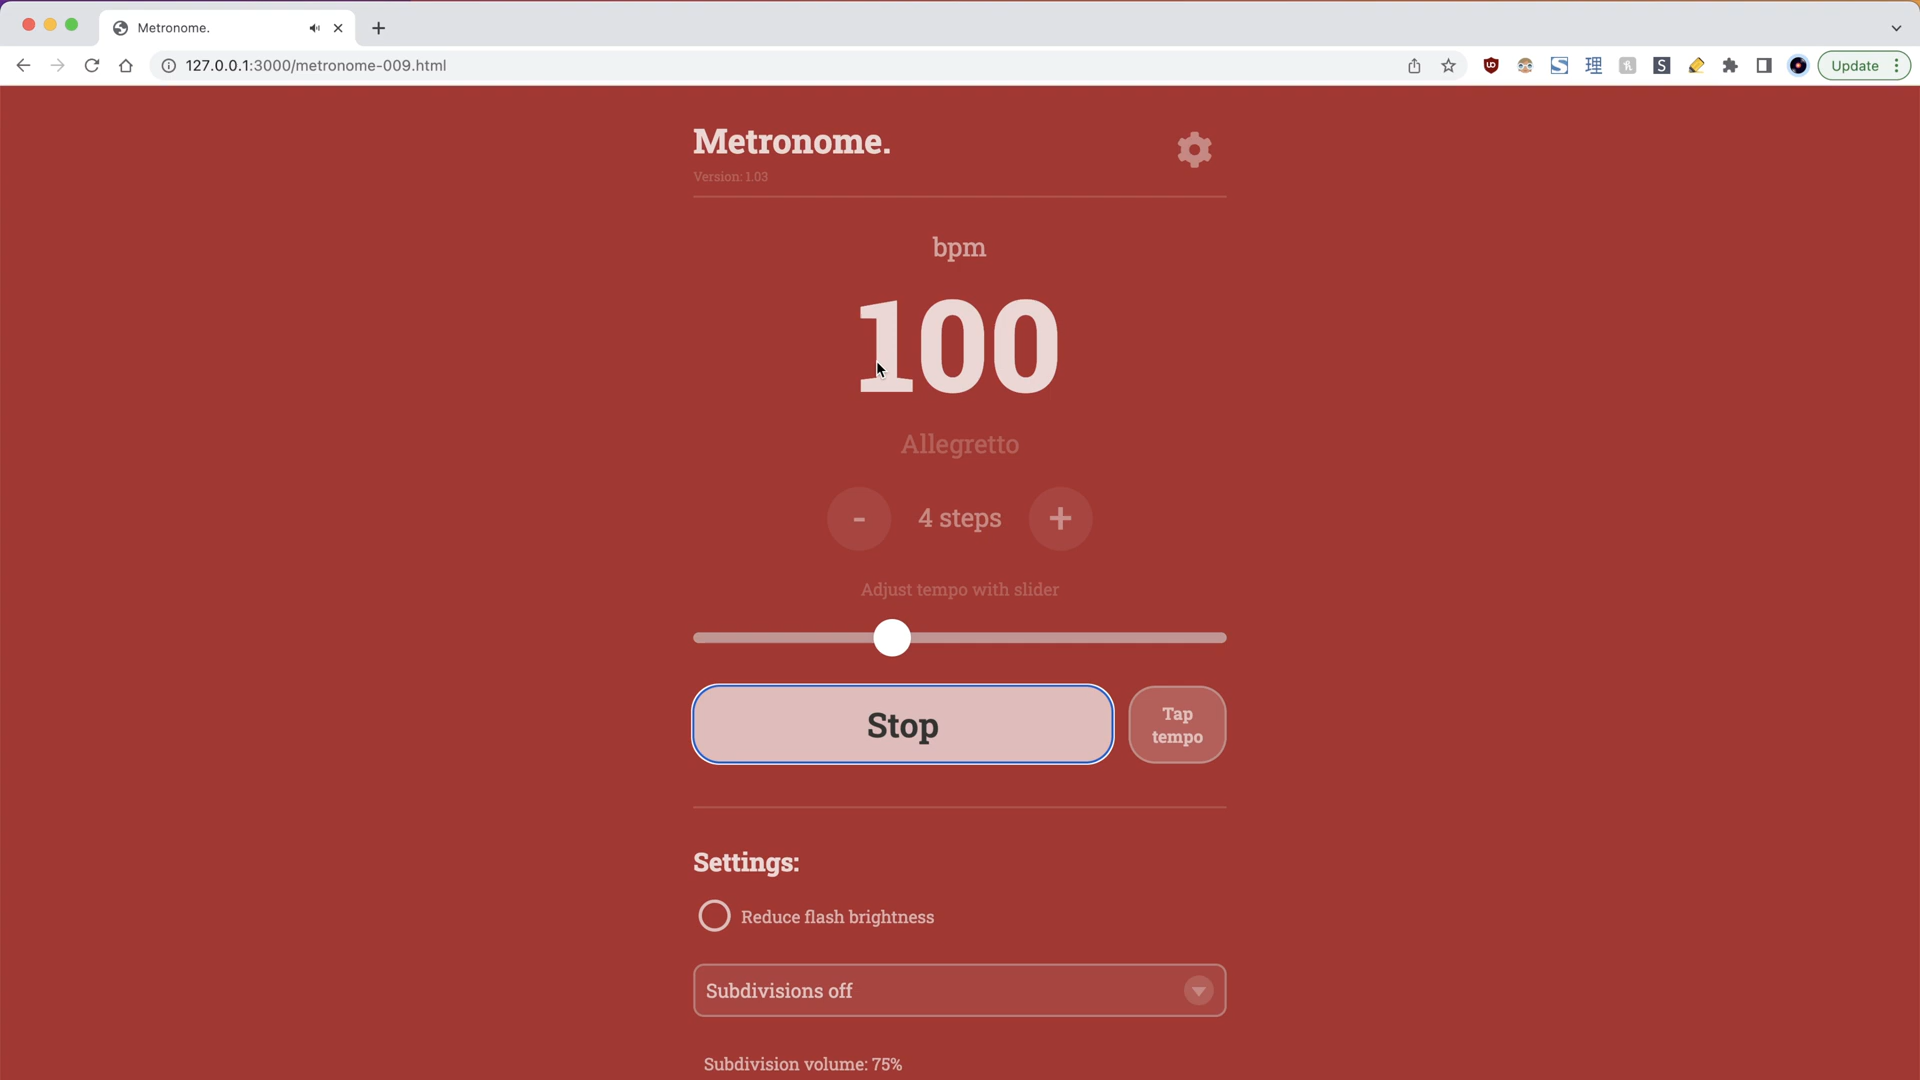 Metronome.
127.0.0.1:3000/metronome-009.html
Update
Metronome.
Version: 1.03
bpm
100
Allegretto
- 4 steps +
Adjust tempo with slider
Stop
Tap
tempo
Settings:
Reduce flash brightness
Subdivisions off
Subdivision volume: 75%